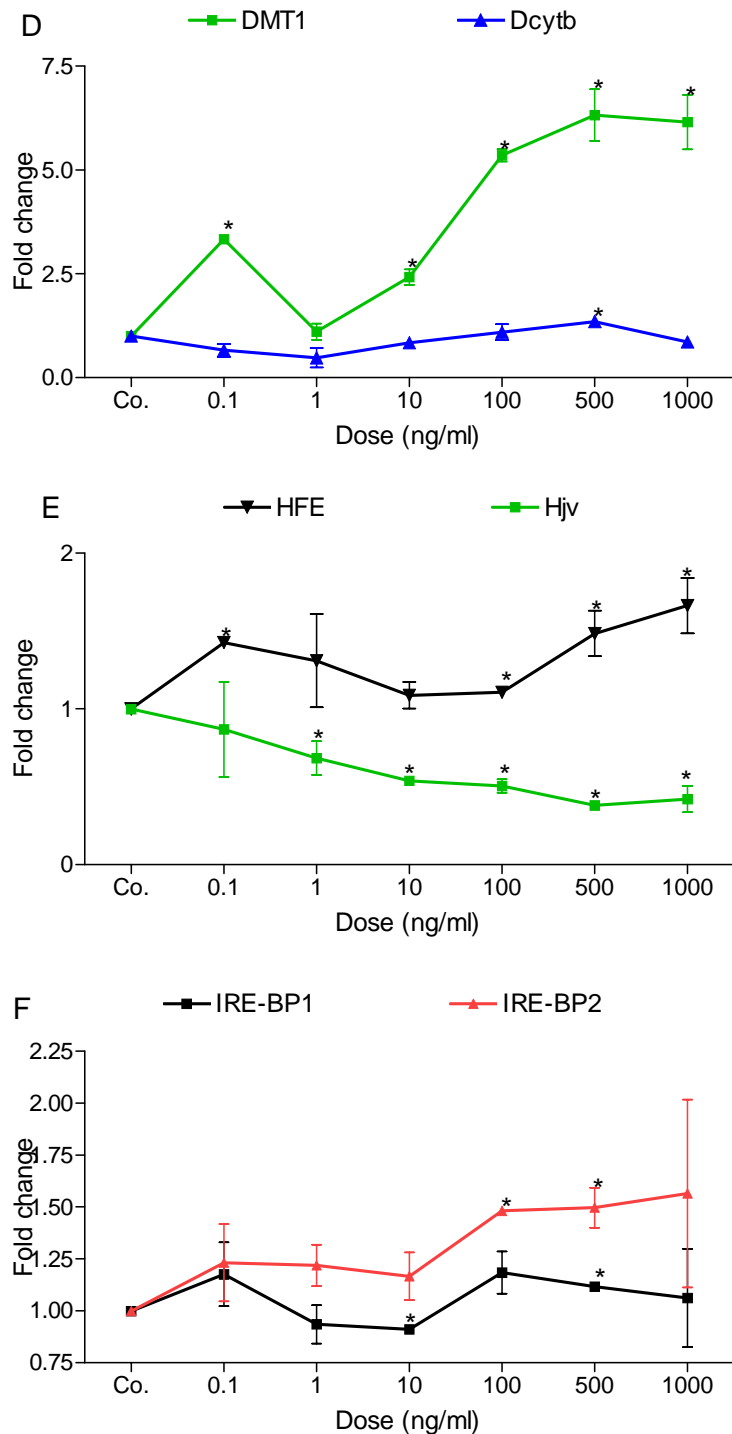 D
DMT1 Dcytb
7.5
5.0
2.5
0.0
Fold change
* * * * * *
Co. 0.1 1 10 100 500 1000
Dose (ng/ml)
E
HFE Hjv
2
1
0
Fold change
* * * * * * * * *
Co. 0.1 1 10 100 500 1000
Dose (ng/ml)
F
IRE-BP1 IRE-BP2
2.25
2.00
1.75
1.50
1.25
1.00
0.75
Fold change
* * * *
Co. 0.1 1 10 100 500 1000
Dose (ng/ml)